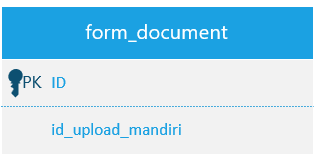 form_document
PK ID
id_upload_mandiri